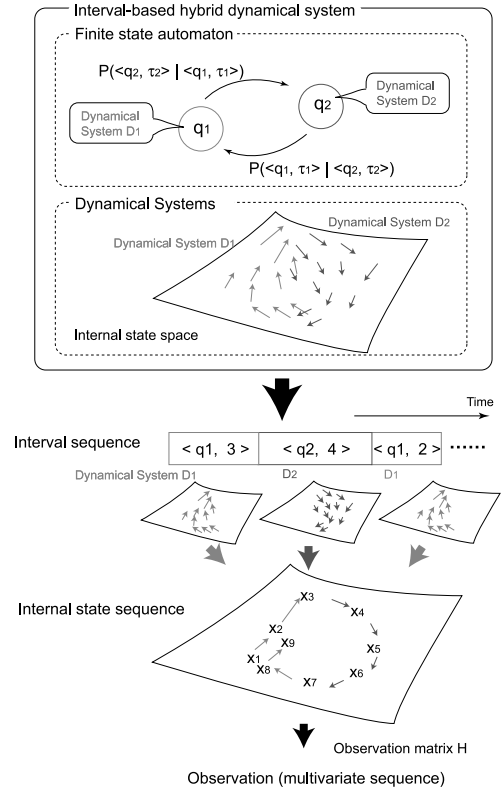 Interval-based hybrid dynamical system
Finite state automaton
P(<q2, τ2> | <q1, τ1>)
Dynamical
System D1
q1
q2
Dynamical
System D2
P(<q1, τ1> | <q2, τ2>)
Dynamical Systems
Dynamical System D2
Dynamical System D1
Internal state space
Time
Interval sequence
< q1, 3 >
< q2, 4 >
< q1, 2 >
······
Dynamical System D1
D2
D1
Internal state sequence
x3
x4
x2
x9
x5
x1
x8
x6
x7
Observation matrix H
Observation (multivariate sequence)